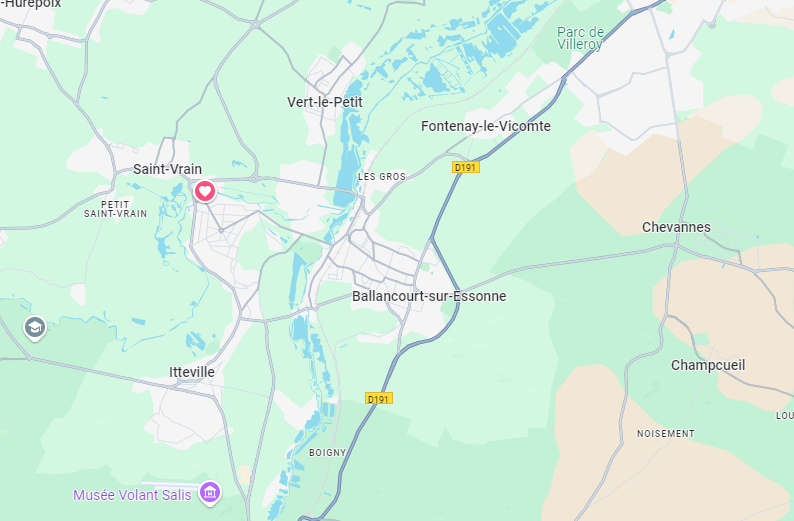 -Hurepoix
Parc de
Villeroy
Vert-le-Petit
Fontenay-le-Vicomte
D191
Saint-Vrain
LES GROS
PETIT
SAINT-VRAIN
Chevannes
Ballancourt-sur-Essonne
Itteville
Champcueil
D191
LOU
NOISEMENT
BOIGNY
Musée Volant Salis